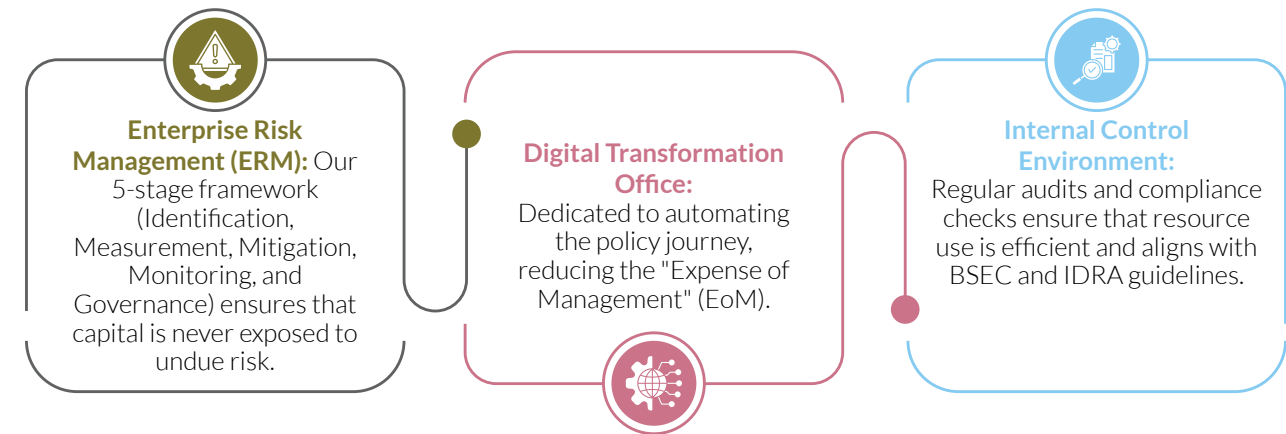 Enterprise Risk
Management (ERM): Our
5-stage framework
(Identification,
Measurement, Mitigation,
Monitoring, and
Governance) ensures that
capital is never exposed to
undue risk.
Digital Transformation
Office:
Dedicated to automating
the policy journey,
reducing the "Expense of
Management" (EoM).
Internal Control
Environment:
Regular audits and compliance
checks ensure that resource
use is efficient and aligns with
BSEC and IDRA guidelines.